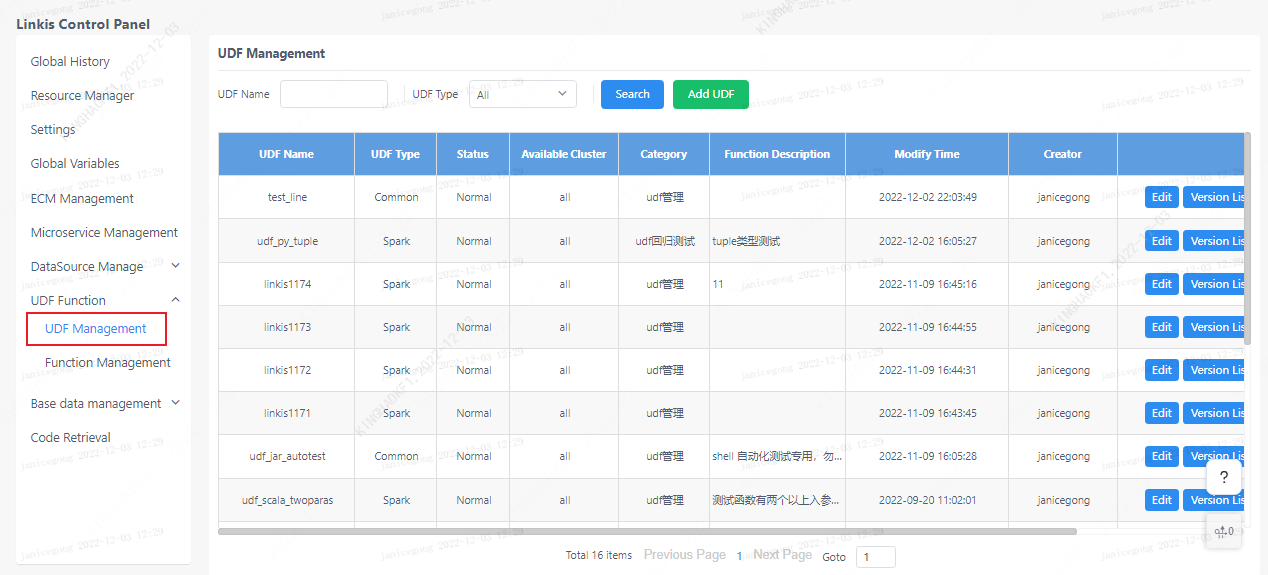 Linkis Control Panel
Global History
Resource Manager
Settings
Global Variables
ECM Management
Microservice Management
DataSource Manage
UDF Function
UDF Management
Function Management
Base data management
Code Retrieval
UDF Management
UDF Name UDF Type All Search Add UDF
UDF Name UDF Type Status Available Cluster Category Function Description Modify Time Creator
test_line Common Normal all udf管理 2022-12-02 22:03:49 janicegong Edit Version Lis
udf_py_tuple Spark Normal all udf回归测试 tuple类型测试 2022-12-02 16:05:27 janicegong Edit Version Lis
linkis1174 Spark Normal all udf管理 11 2022-11-09 16:45:16 janicegong Edit Version Lis
linkis1173 Spark Normal all udf管理 2022-11-09 16:44:55 janicegong Edit Version Lis
linkis1172 Spark Normal all udf管理 2022-11-09 16:44:31 janicegong Edit Version Lis
linkis1171 Spark Normal all udf管理 2022-11-09 16:43:45 janicegong Edit Version Lis
udf_jar_autotest Common Normal all udf管理 shell 自动化测试专用，勿... 2022-11-09 16:05:28 janicegong Edit Version Lis
udf_scala_twoparas Spark Normal all udf管理 测试函数有两个以上入参... 2022-09-20 11:02:01 janicegong Edit Version Lis
?
0
Total 16 items Previous Page 1 Next Page Goto 1
janicegong 2022-12-03 12:29
KINGHAOKF1, 2022-12-03